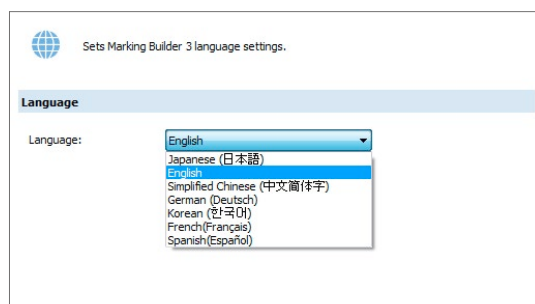 Sets Marking Builder 3 language settings.
Language
Language: English
Japanese (日本語)
English
Simplified Chinese (中文簡体字)
German (Deutsch)
Korean (한국어)
French(Français)
Spanish(Español)